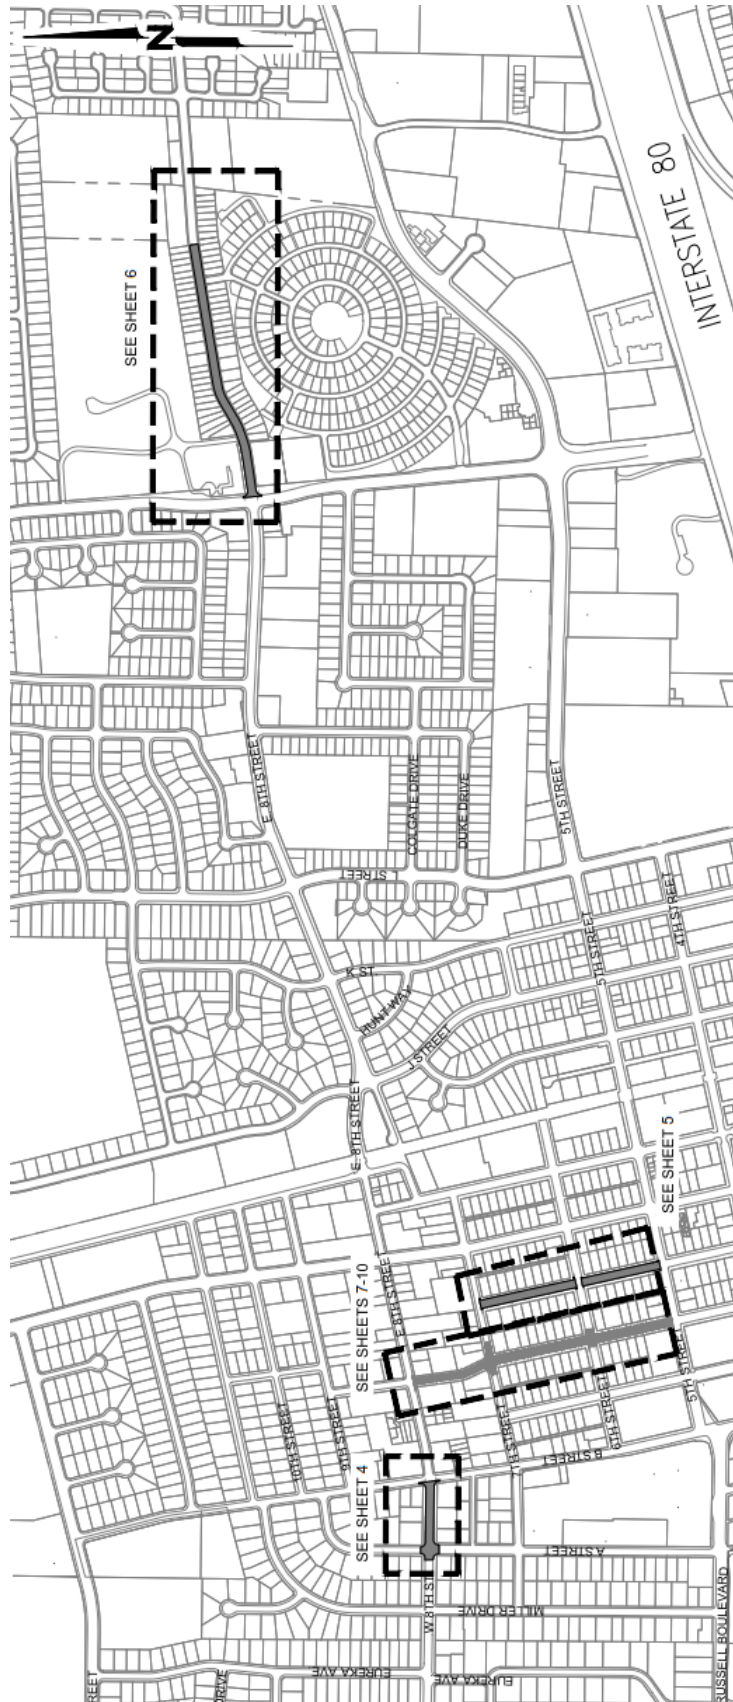 N
INTERSTATE 80
SEE SHEET 6
E. 8TH STREET
COLGATE DRIVE
DUKE DRIVE
5TH STREET
L STREET
4TH STREET
5TH STREET
K ST.
HUNT WAY
J STREET
E. 8TH STREET
SEE SHEET 5
SEE SHEETS 7-10
E. 8TH STREET
5TH STREET
6TH STREET
7TH STREET
B STREET
9TH STREET
10TH STREET
SEE SHEET 4
A STREET
W. 8TH ST
MILLER DRIVE
RUSSELL BOULEVARD
EUREKA AVE
EUREKA AVE
DRIVE
REET